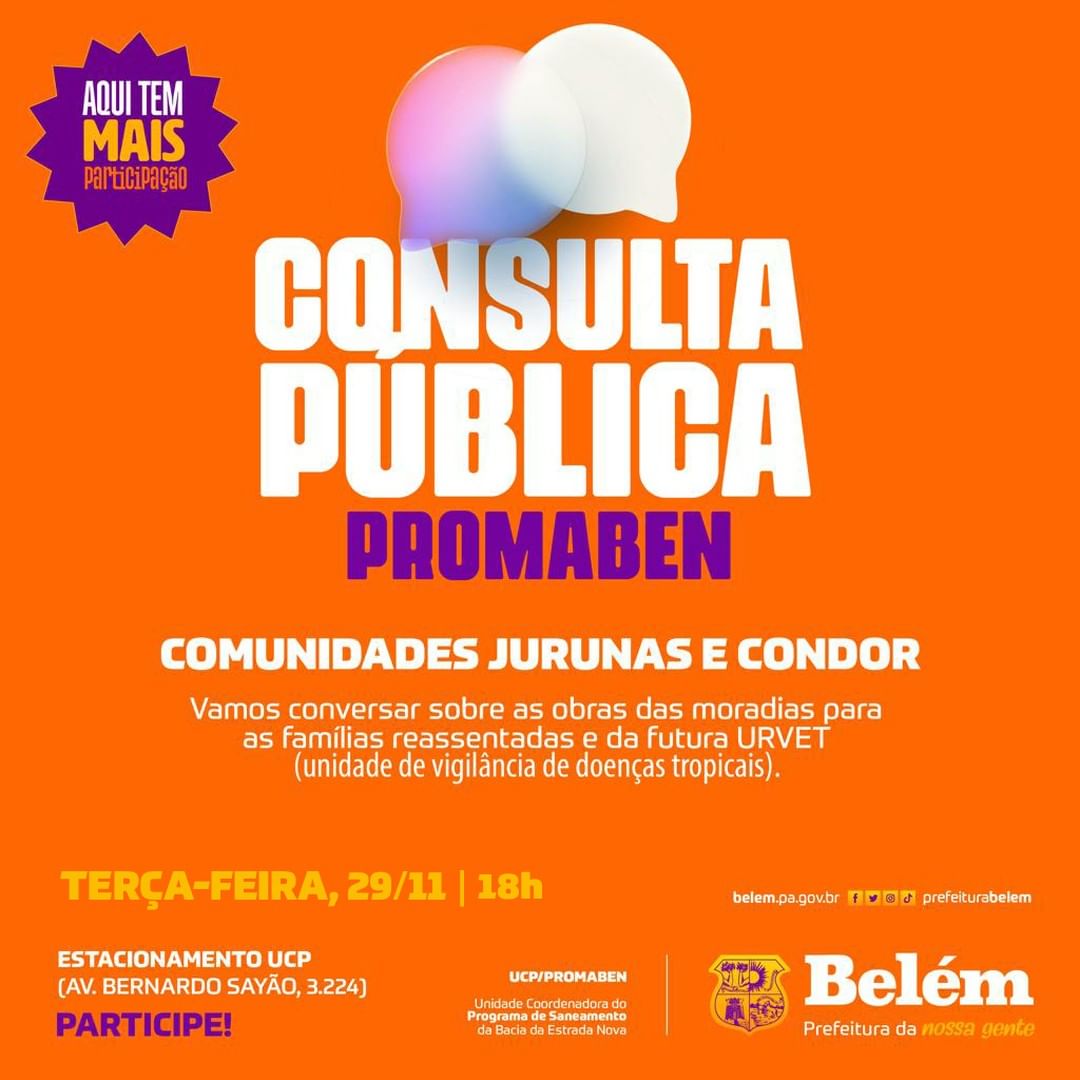 AQUI TEM
MAIS
participação
CONSULTA
PÚBLICA
PROMABEN
COMUNIDADES JURUNAS E CONDOR
Vamos conversar sobre as obras das moradias para
as famílias reassentadas e da futura URVET
(unidade de vigilância de doenças tropicais).
TERÇA-FEIRA, 29/11 | 18h
belem.pa.gov.br prefeiturabelem
ESTACIONAMENTO UCP
(AV. BERNARDO SAYÃO, 3.224)
PARTICIPE!
UCP/PROMABEN
Unidade Coordenadora do
Programa de Saneamento
da Bacia da Estrada Nova
Belém
Prefeitura da nossa gente